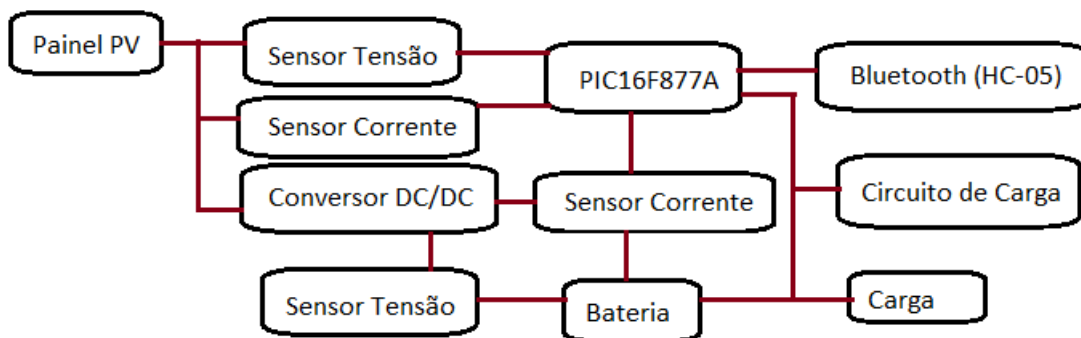 Painel PV
Sensor Tensão
PIC16F877A
Bluetooth (HC-05)
Sensor Corrente
Conversor DC/DC
Sensor Corrente
Circuito de Carga
Sensor Tensão
Bateria
Carga